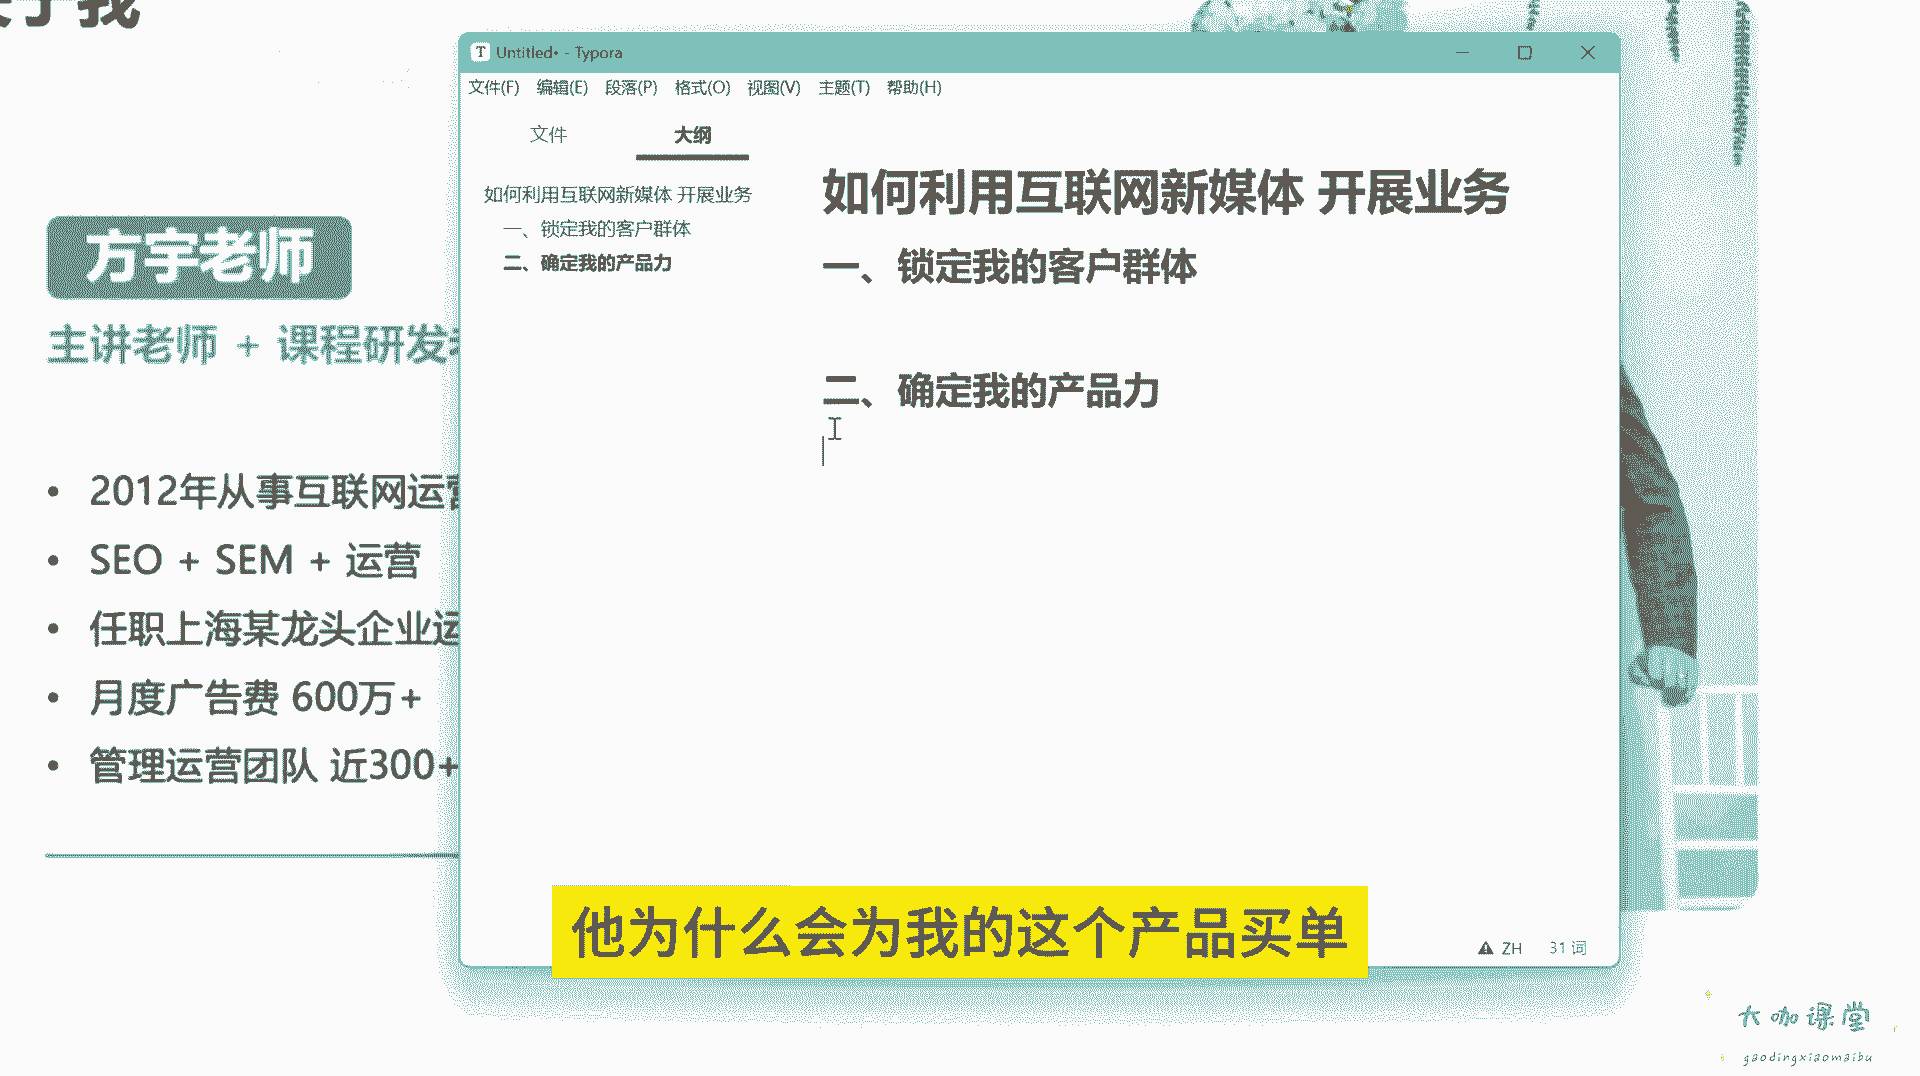 于我
方宇老师
主讲老师 + 课程研发
• 2012年从事互联网运营
• SEO + SEM + 运营
• 任职上海某龙头企业运
• 月度广告费 600万+
• 管理运营团队 近300+
T Untitled• - Typora
文件(F) 编辑(E) 段落(P) 格式(O) 视图(V) 主题(T) 帮助(H)
文件 大纲
如何利用互联网新媒体 开展业务
一、锁定我的客户群体
二、确定我的产品力
如何利用互联网新媒体 开展业务
一、锁定我的客户群体
二、确定我的产品力
ZH 31 词
他为什么会为我的这个产品买单
大咖课堂
gaodingxiaomaibu